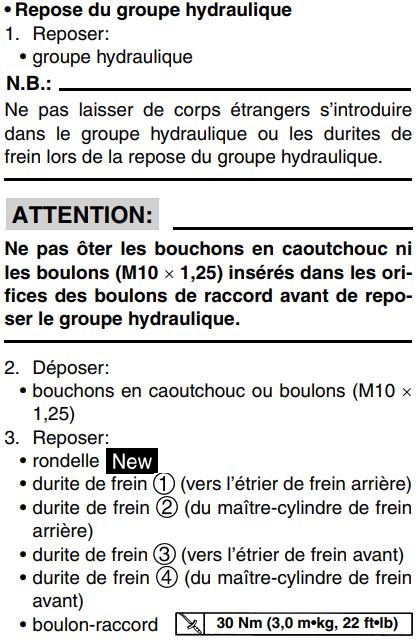 • Repose du groupe hydraulique
1. Reposer:
• groupe hydraulique
N.B.:
Ne pas laisser de corps étrangers s’introduire
dans le groupe hydraulique ou les durites de
frein lors de la repose du groupe hydraulique.
ATTENTION:
Ne pas ôter les bouchons en caoutchouc ni
les boulons (M10 × 1,25) insérés dans les ori-
fices des boulons de raccord avant de repo-
ser le groupe hydraulique.
2. Déposer:
• bouchons en caoutchouc ou boulons (M10 ×
1,25)
3. Reposer:
• rondelle New
• durite de frein ① (vers l’étrier de frein arrière)
• durite de frein ② (du maître-cylindre de frein
arrière)
• durite de frein ③ (vers l’étrier de frein avant)
• durite de frein ④ (du maître-cylindre de frein
avant)
• boulon-raccord 30 Nm (3,0 m•kg, 22 ft•lb)